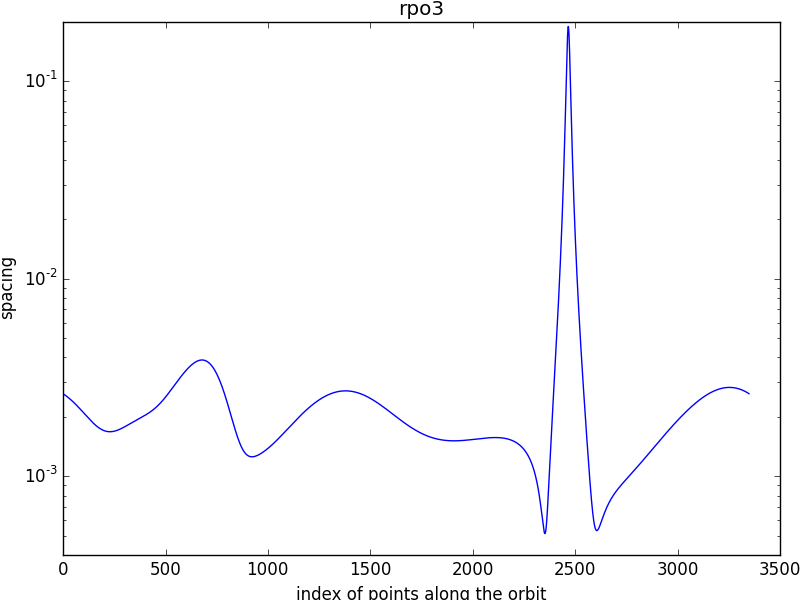 rpo3
10^-1
10^-2
10^-3
spacing
0 500 1000 1500 2000 2500 3000 3500
index of points along the orbit